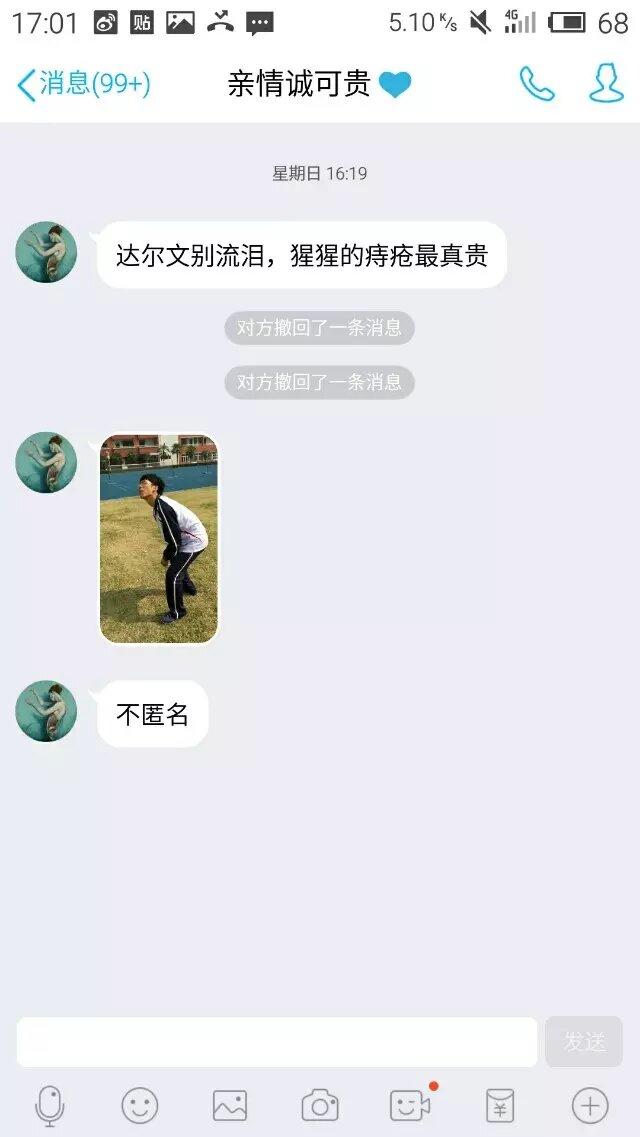 17:01 贴 5.10 K/s 4G 68
消息(99+) 亲情诚可贵
星期日 16:19
达尔文别流泪，猩猩的痔疮最真贵
对方撤回了一条消息
对方撤回了一条消息
不匿名
发送
¥